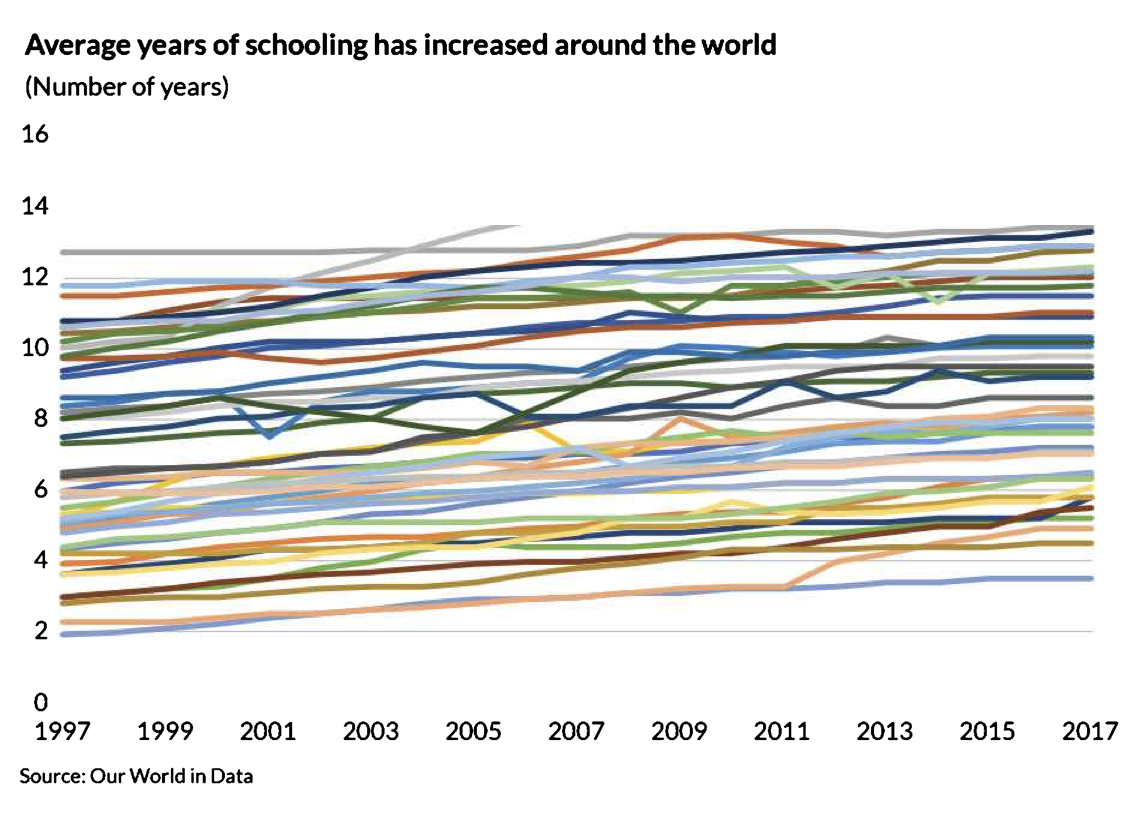 Average years of schooling has increased around the world
(Number of years)
16
14
12
10
8
6
4
2
0
1997 1999 2001 2003 2005 2007 2009 2011 2013 2015 2017
Source: Our World in Data